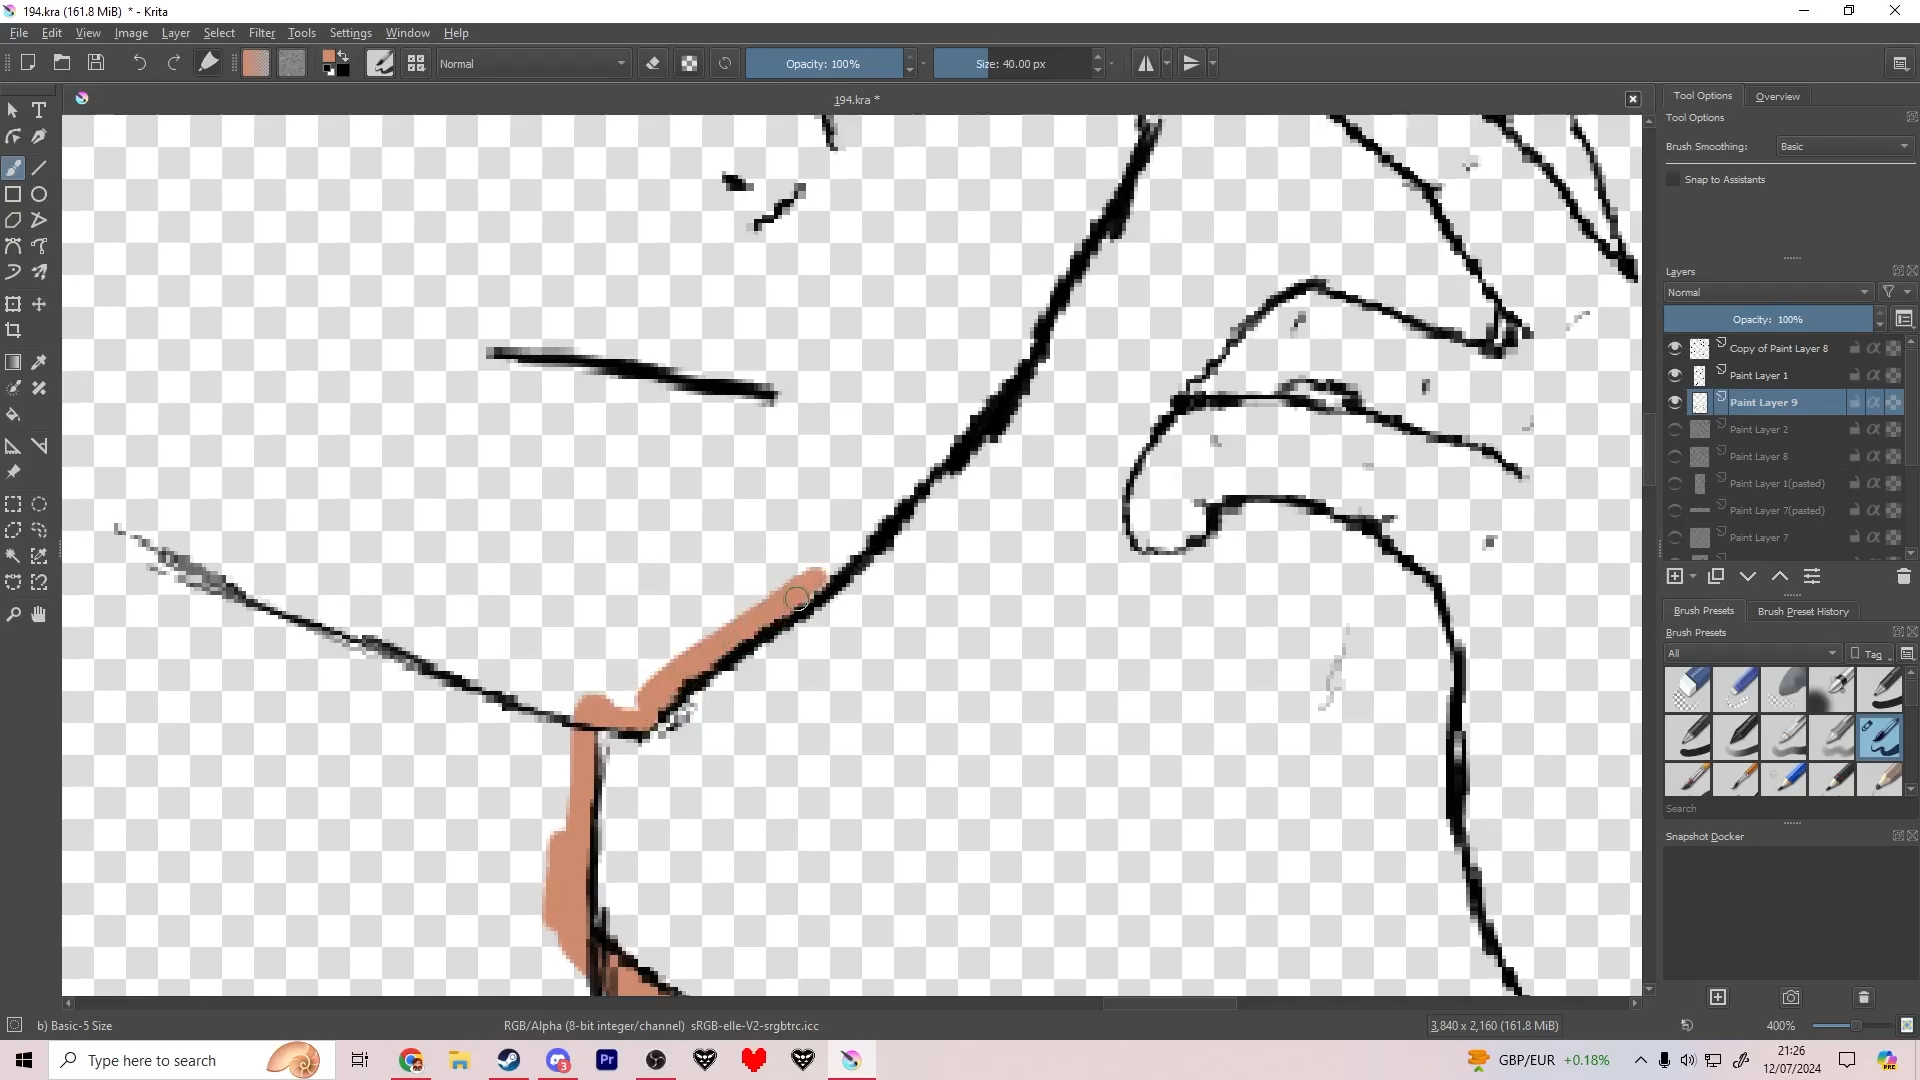 194.kra (161.8 MiB) * - Krita
File Edit View Image Layer Select Filter Tools Settings Window Help
Normal
Opacity: 100%
Size: 40.00 px
194.kra *
Tool Options
Overview
Tool Options
Brush Smoothing:
Basic
Snap to Assistants
Layers
Normal
Opacity: 100%
Copy of Paint Layer 8
Paint Layer 1
Paint Layer 9
Paint Layer 2
Paint Layer 8
Paint Layer 1(pasted)
Paint Layer 7(pasted)
Paint Layer 7
Brush Presets
Brush Preset History
Brush Presets
All
Tag
Search
Snapshot Docker
b) Basic-5 Size
RGB/Alpha (8-bit integer/channel) sRGB-elle-V2-srgbtrc.icc
3,840 x 2,160 (161.8 MiB)
400%
Type here to search
3
Pr
GBP/EUR +0.18%
21:26
12/07/2024
PRE